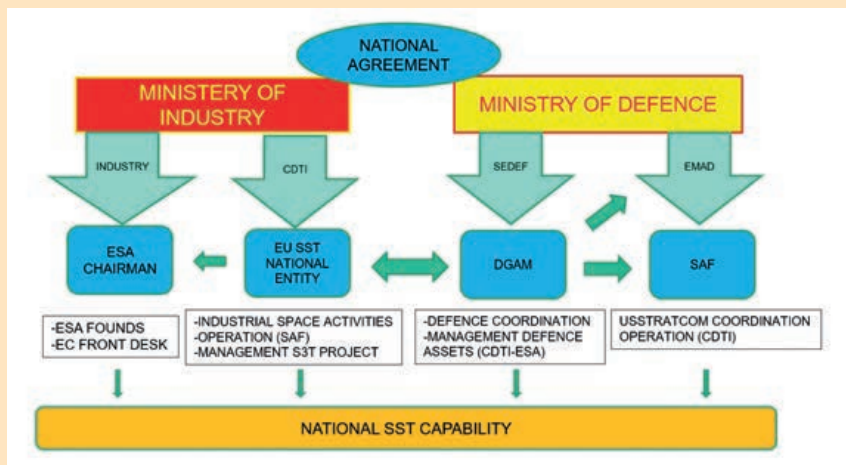 NATIONAL
AGREEMENT
MINISTERY OF
INDUSTRY
MINISTRY OF DEFENCE
INDUSTRY
CDTI
SEDEF
EMAD
ESA
CHAIRMAN
EU SST
NATIONAL
ENTITY
DGAM
SAF
-ESA FOUNDS
-EC FRONT DESK
-INDUSTRIAL SPACE ACTIVITIES
-OPERATION (SAF)
-MANAGEMENT S3T PROJECT
-DEFENCE COORDINATION
-MANAGEMENT DEFENCE
ASSETS (CDTI-ESA)
USSTRATCOM COORDINATION
OPERATION (CDTI)
NATIONAL SST CAPABILITY